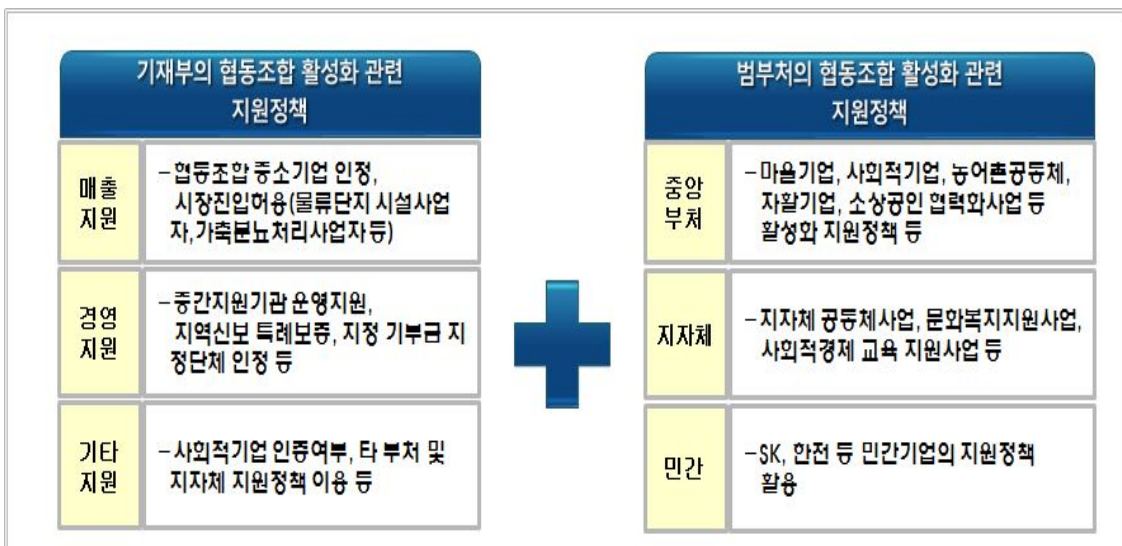 기재부의 협동조합 활성화 관련
지원정책
매출
지원
–협동조합 중소기업 인정,
시장진입허용(물류단지 시설사업
자,가축분뇨처리사업자 등)
경영
지원
–중간지원기관 운영지원,
지역신보 특례보증, 지정 기부금 지
정단체 인정 등
기타
지원
–사회적기업 인증여부, 타 부처 및
지자체 지원정책 이용 등
범부처의 협동조합 활성화 관련
지원정책
중앙
부처
–마을기업, 사회적기업, 농어촌공동체,
자활기업, 소상공인 협력화사업 등
활성화 지원정책 등
지자체
–지자체 공동체사업, 문화복지지원사업,
사회적경제 교육 지원사업 등
민간
–SK, 한전 등 민간기업의 지원정책
활용